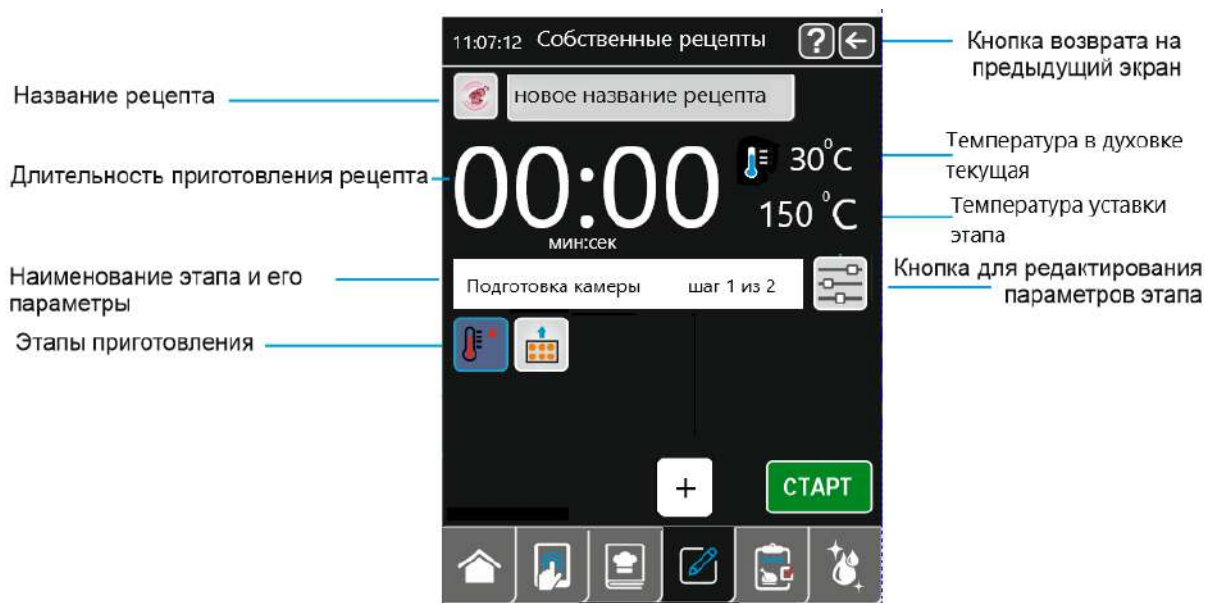 11:07:12 Собственные рецепты ? ←
Кнопка возврата на
предыдущий экран
Название рецепта
новое название рецепта
Длительность приготовления рецепта
00:00
мин:сек
30°C
Температура в духовке
текущая
150 °C
Температура уставки
этапа
Наименование этапа и его
параметры
Подготовка камеры шаг 1 из 2
Кнопка для редактирования
параметров этапа
Этапы приготовления
+
СТАРТ